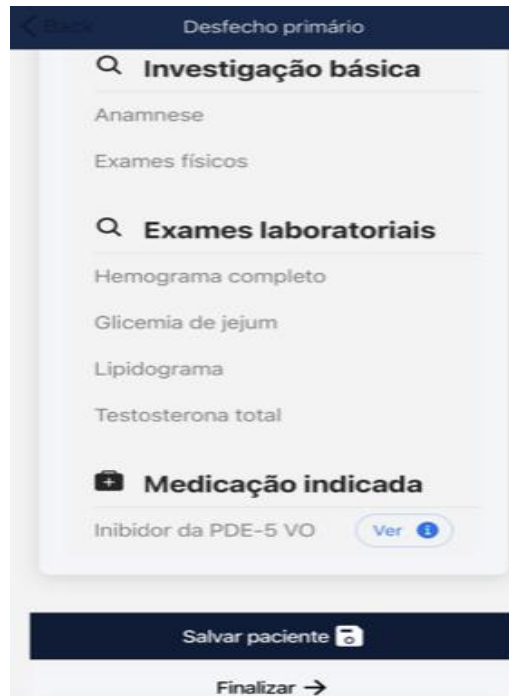 Back
Desfecho primário
Investigação básica
Anamnese
Exames físicos
Exames laboratoriais
Hemograma completo
Glicemia de jejum
Lipidograma
Testosterona total
Medicação indicada
Inibidor da PDE-5 VO Ver
Salvar paciente
Finalizar →